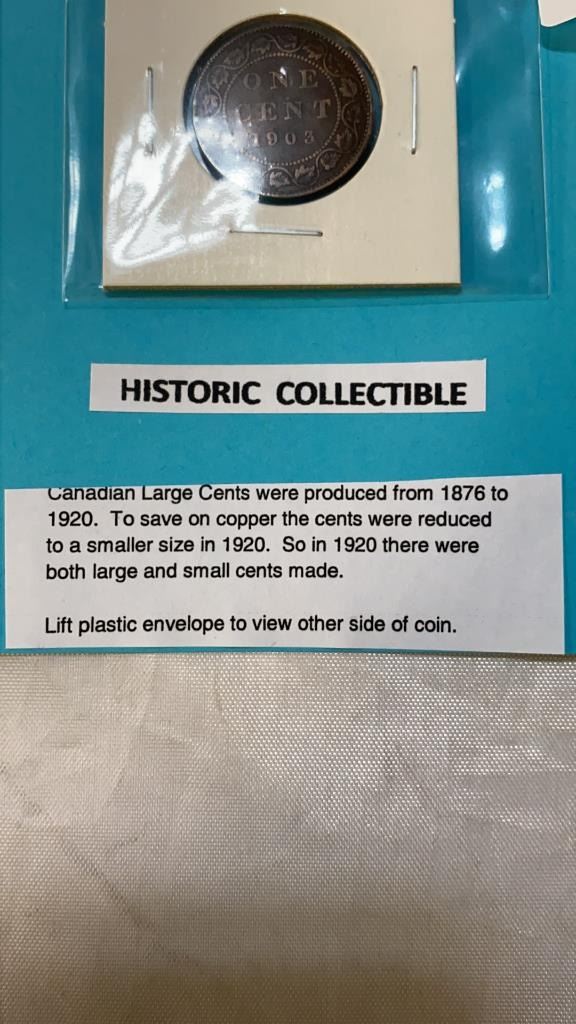 ONE
CENT
1903
HISTORIC COLLECTIBLE
Canadian Large Cents were produced from 1876 to
1920. To save on copper the cents were reduced
to a smaller size in 1920. So in 1920 there were
both large and small cents made.
Lift plastic envelope to view other side of coin.